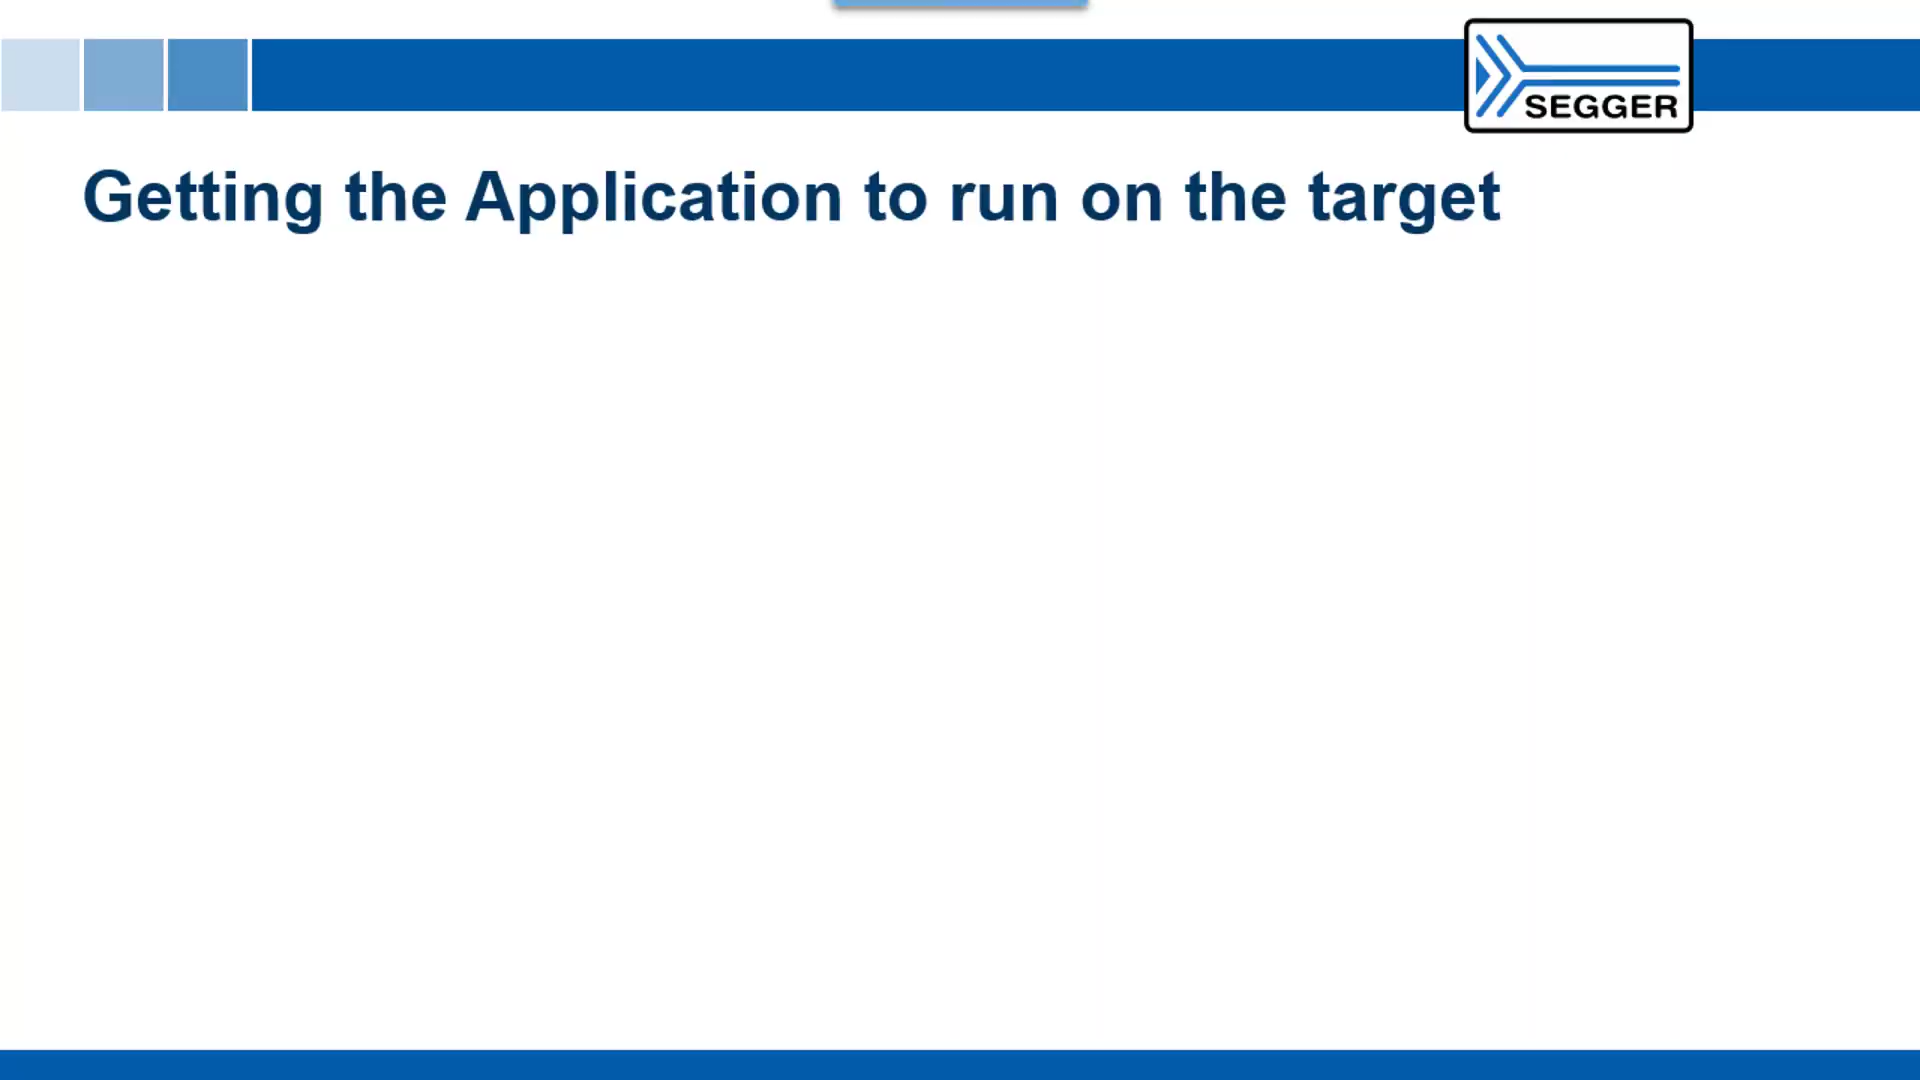 SEGGER
Getting the Application to run on the target